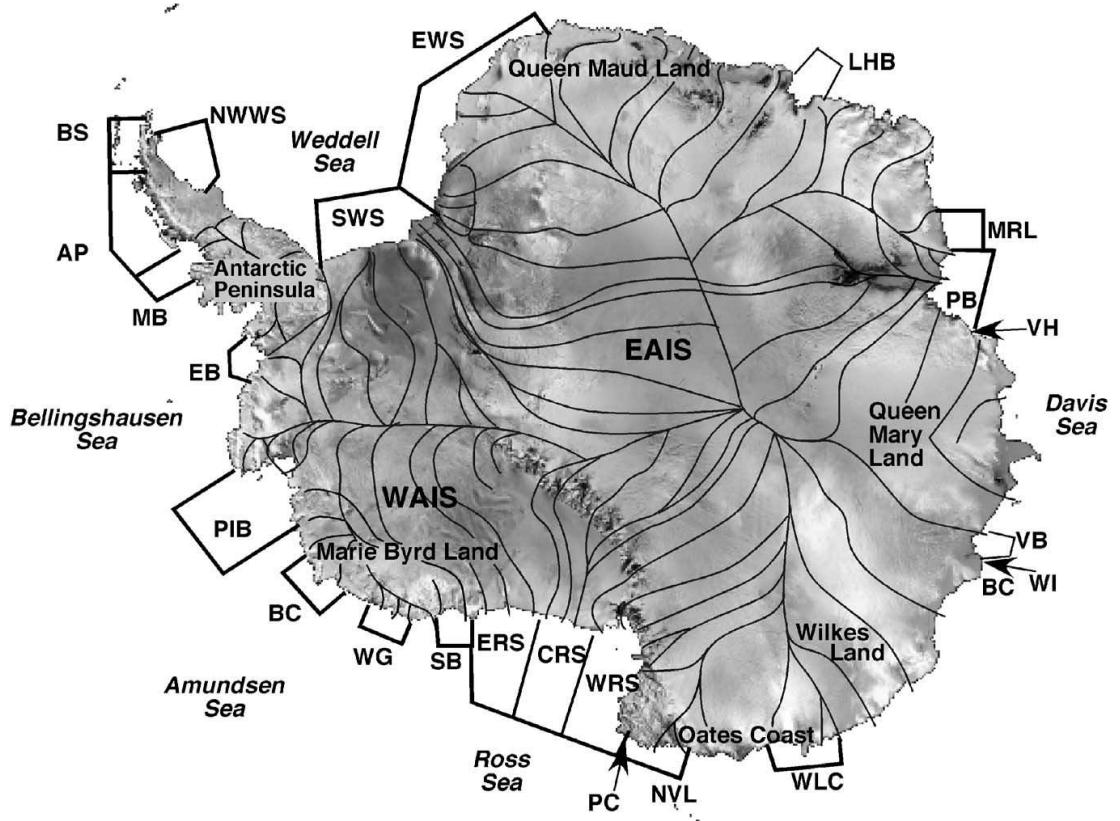 EWS
Queen Maud Land
LHB
BS
NWWS
Weddell
Sea
SWS
AP
Antarctic
Peninsula
MRL
MB
PB
VH
EAIS
EB
Bellingshausen
Sea
Queen
Mary
Land
Davis
Sea
WAIS
PIB
Marie Byrd Land
VB
BC
WI
BC
WG
SB
ERS
CRS
WRS
Wilkes
Land
Amundsen
Sea
Oates Coast
Ross
Sea
PC
NVL
WLC